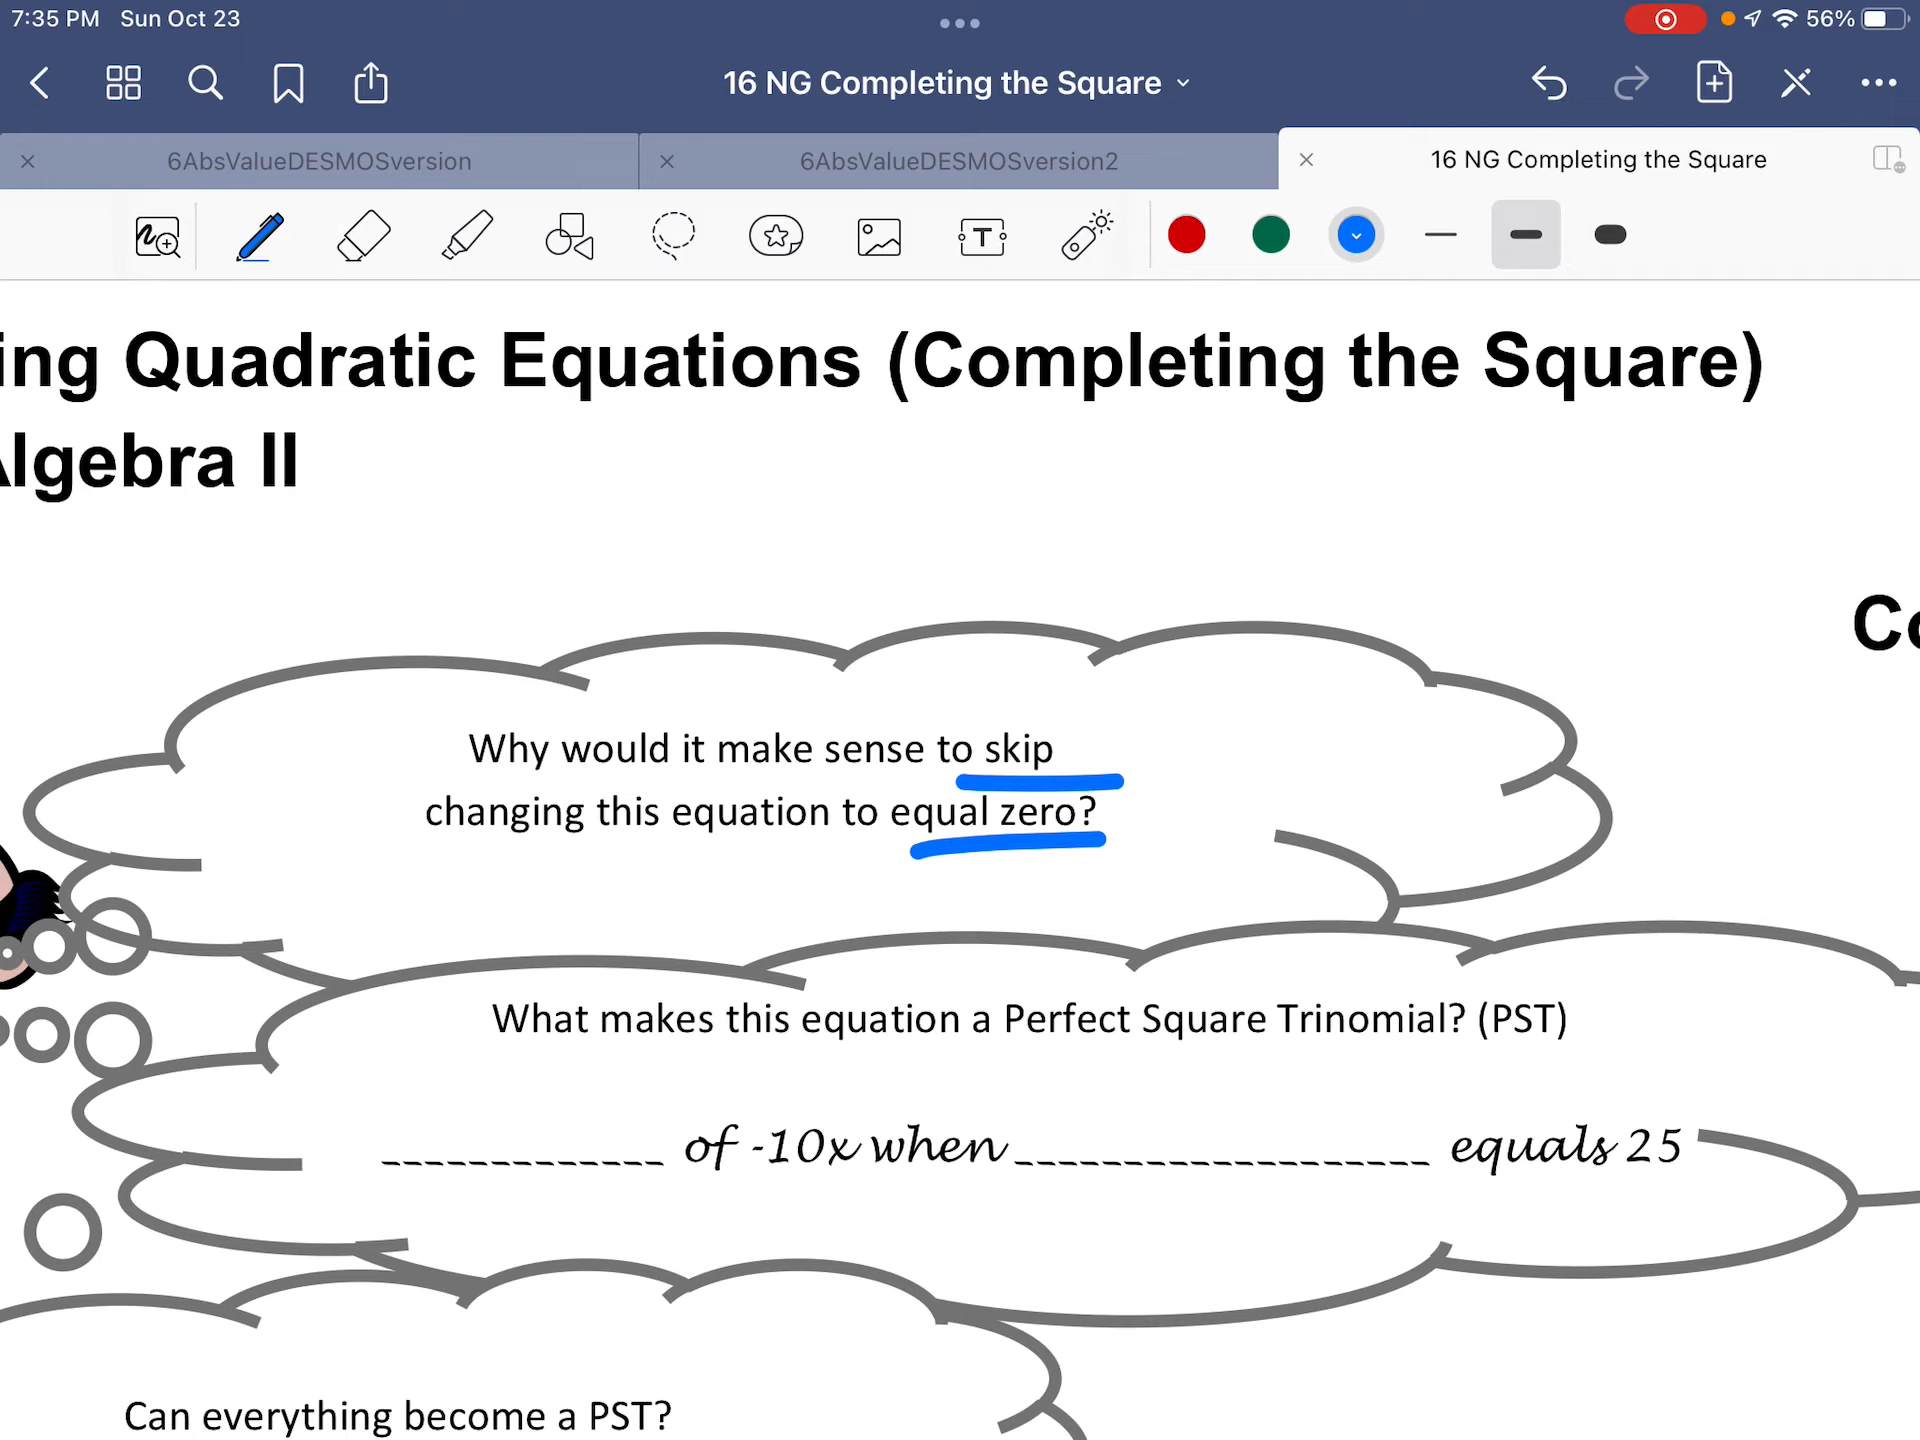 7:35 PM Sun Oct 23
56%
16 NG Completing the Square
6AbsValueDESMOSversion
6AbsValueDESMOSversion2
16 NG Completing the Square
T
ing Quadratic Equations (Completing the Square)
Algebra II
Co
Why would it make sense to skip
changing this equation to equal zero?
What makes this equation a Perfect Square Trinomial? (PST)
_____________ of -10x when___________________ equals 25
Can everything become a PST?